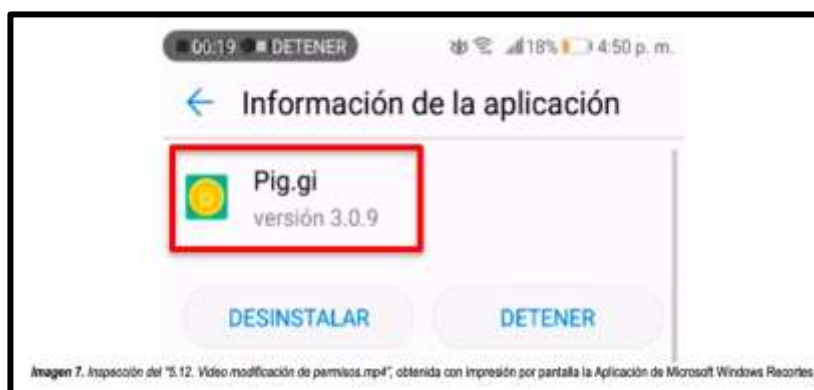 00:19 DETENER 18% 4:50 p. m.
← Información de la aplicación
Pig.gi
versión 3.0.9
DESINSTALAR DETENER
Imagen 7. Inspección del "5.12. Video modificación de permisos.mp4", obtenida con impresión por pantalla la Aplicación de Microsoft Windows Recortes